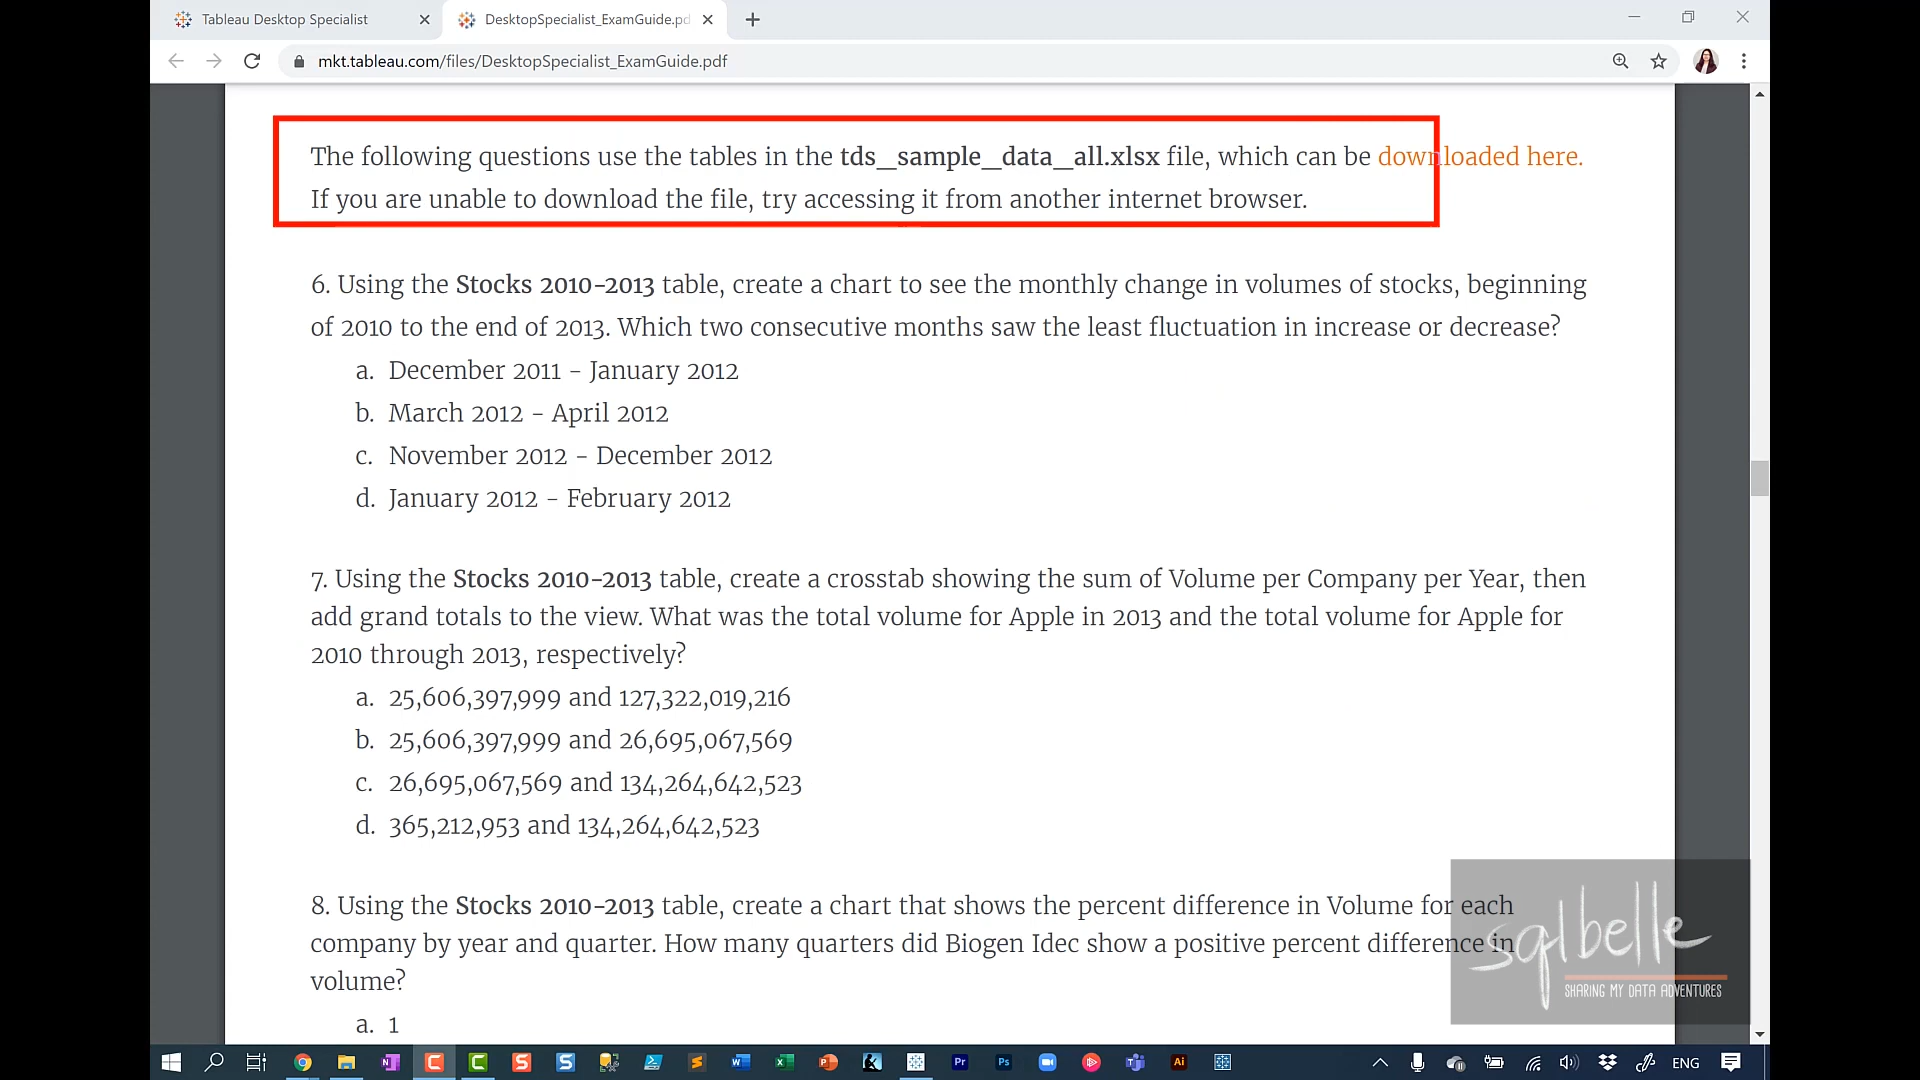 Tableau Desktop Specialist
DesktopSpecialist_ExamGuide.pd
mkt.tableau.com/files/DesktopSpecialist_ExamGuide.pdf
The following questions use the tables in the tds_sample_data_all.xlsx file, which can be downloaded here.
If you are unable to download the file, try accessing it from another internet browser.
6. Using the Stocks 2010-2013 table, create a chart to see the monthly change in volumes of stocks, beginning
of 2010 to the end of 2013. Which two consecutive months saw the least fluctuation in increase or decrease?
a. December 2011 - January 2012
b. March 2012 - April 2012
c. November 2012 - December 2012
d. January 2012 - February 2012
7. Using the Stocks 2010-2013 table, create a crosstab showing the sum of Volume per Company per Year, then
add grand totals to the view. What was the total volume for Apple in 2013 and the total volume for Apple for
2010 through 2013, respectively?
a. 25,606,397,999 and 127,322,019,216
b. 25,606,397,999 and 26,695,067,569
c. 26,695,067,569 and 134,264,642,523
d. 365,212,953 and 134,264,642,523
8. Using the Stocks 2010-2013 table, create a chart that shows the percent difference in Volume for each
company by year and quarter. How many quarters did Biogen Idec show a positive percent difference in
volume?
a. 1
sqlbelle
SHARING MY DATA ADVENTURES
ENG